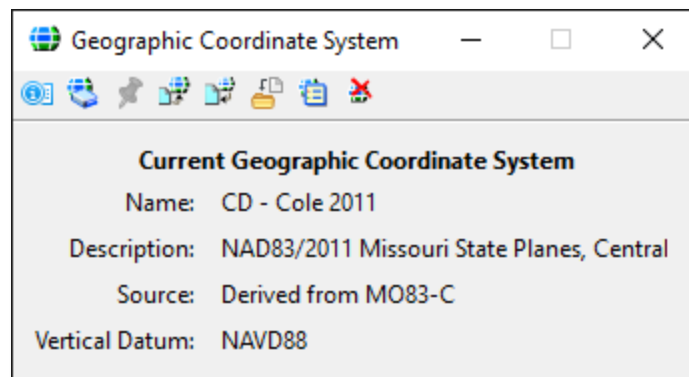 Geographic Coordinate System
Current Geographic Coordinate System
Name: CD - Cole 2011
Description: NAD83/2011 Missouri State Planes, Central
Source: Derived from MO83-C
Vertical Datum: NAVD88